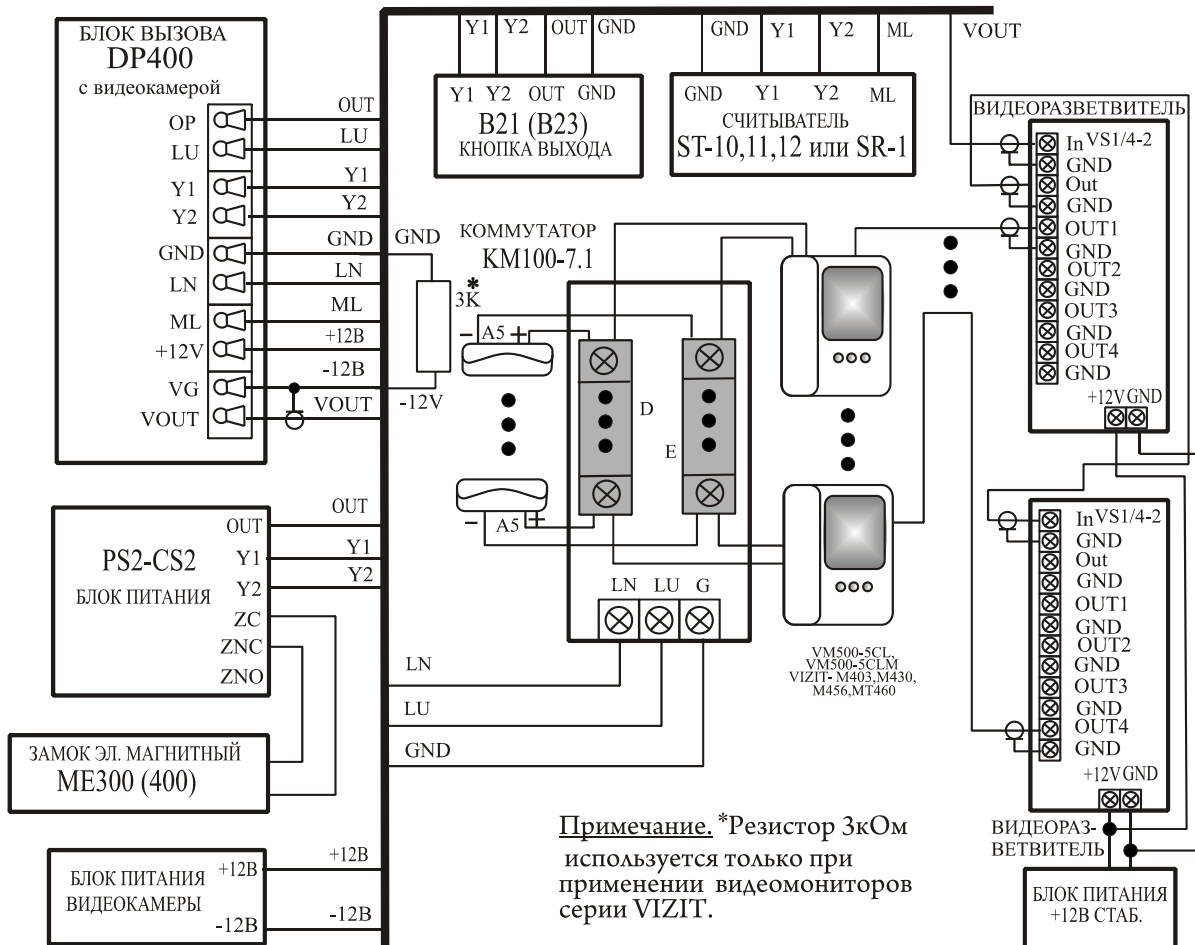 БЛОК ВЫЗОВА
DP400
с видеокамерой
OP
LU
Y1
Y2
GND
LN
ML
+12V
VG
VOUT
OUT
LU
Y1
Y2
GND
LN
ML
+12В
-12В
VOUT
GND
3K
*
-12V
Y1 Y2 OUT GND
Y1 Y2 OUT GND
B21 (B23)
КНОПКА ВЫХОДА
GND Y1 Y2 ML
GND Y1 Y2 ML
СЧИТЫВАТЕЛЬ
ST-10,11,12 или SR-1
VOUT
КОММУТАТОР
KM100-7.1
- A5 +
- A5 +
D
E
LN LU G
LN
LU
GND
VM500-5CL,
VM500-5CLM
VIZIT- M403,M430,
M456,MT460
ВИДЕОРАЗВЕТВИТЕЛЬ
In VS1/4-2
GND
Out
GND
OUT1
GND
OUT2
GND
OUT3
GND
OUT4
GND
+12V GND
In VS1/4-2
GND
Out
GND
OUT1
GND
OUT2
GND
OUT3
GND
OUT4
GND
+12V GND
ВИДЕОРАЗ-
ВЕТВИТЕЛЬ
БЛОК ПИТАНИЯ
+12В СТАБ.
PS2-CS2
БЛОК ПИТАНИЯ
OUT
Y1
Y2
ZC
ZNC
ZNO
OUT
Y1
Y2
ЗАМОК ЭЛ. МАГНИТНЫЙ
ME300 (400)
БЛОК ПИТАНИЯ
ВИДЕОКАМЕРЫ
+12В
-12В
+12В
-12В
Примечание. *Резистор 3кОм
используется только при
применении видеомониторов
серии VIZIT.